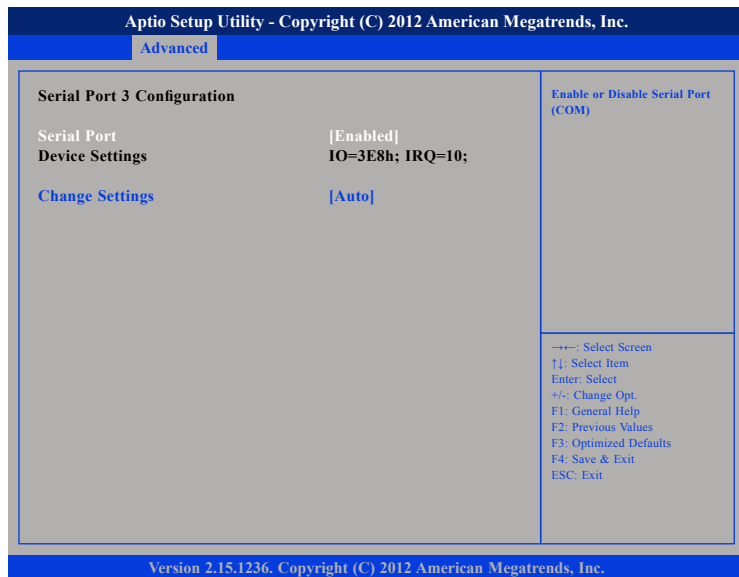 Aptio Setup Utility - Copyright (C) 2012 American Megatrends, Inc.
Advanced
Serial Port 3 Configuration
Serial Port [Enabled]
Device Settings IO=3E8h; IRQ=10;
Change Settings [Auto]
Enable or Disable Serial Port
(COM)
→←: Select Screen
↑↓: Select Item
Enter: Select
+/-: Change Opt.
F1: General Help
F2: Previous Values
F3: Optimized Defaults
F4: Save & Exit
ESC: Exit
Version 2.15.1236. Copyright (C) 2012 American Megatrends, Inc.